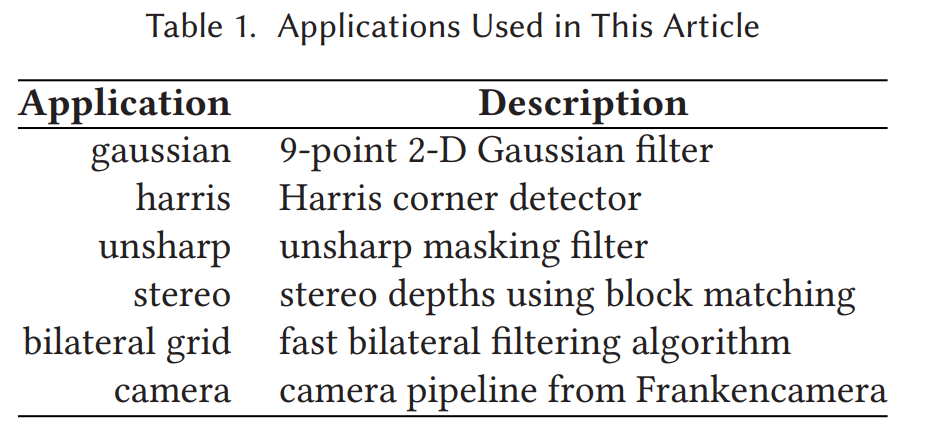 Table 1. Applications Used in This Article
Application Description
gaussian 9-point 2-D Gaussian filter
harris Harris corner detector
unsharp unsharp masking filter
stereo stereo depths using block matching
bilateral grid fast bilateral filtering algorithm
camera camera pipeline from Frankencamera